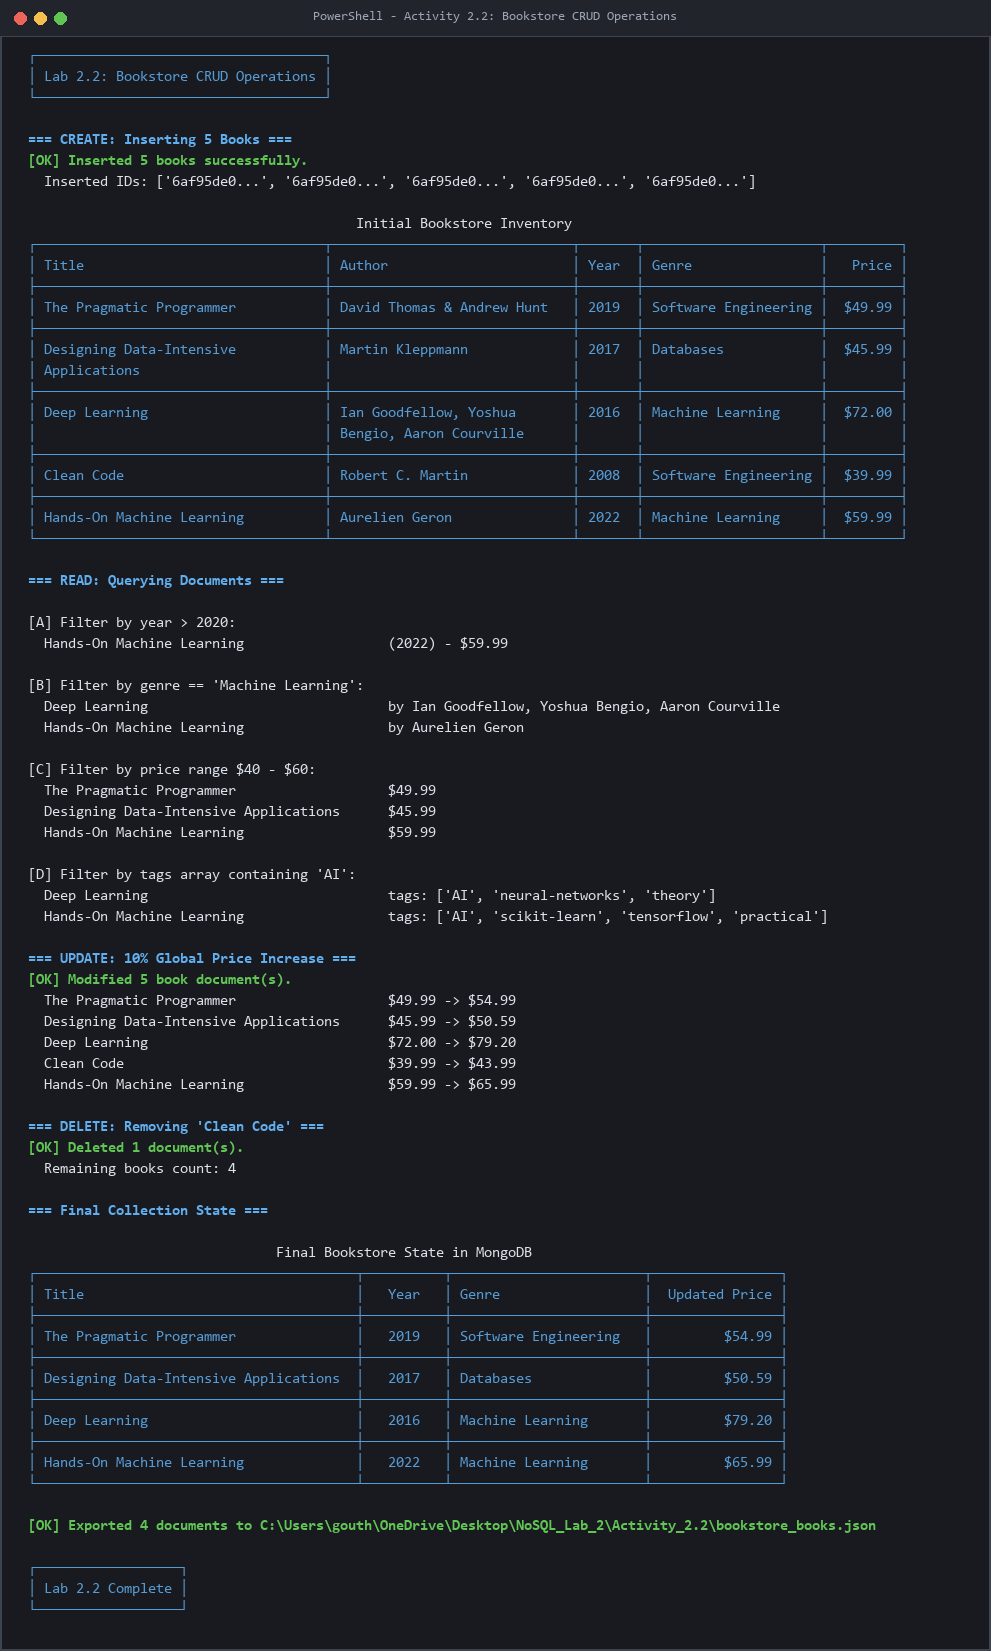 PowerShell - Activity 2.2: Bookstore CRUD Operations
Lab 2.2: Bookstore CRUD Operations
=== CREATE: Inserting 5 Books ===
[OK] Inserted 5 books successfully.
Inserted IDs: ['6af95de0...', '6af95de0...', '6af95de0...', '6af95de0...', '6af95de0...']
Initial Bookstore Inventory
Title Author Year Genre Price
The Pragmatic Programmer David Thomas & Andrew Hunt 2019 Software Engineering $49.99
Designing Data-Intensive Martin Kleppmann 2017 Databases $45.99
Applications
Deep Learning Ian Goodfellow, Yoshua 2016 Machine Learning $72.00
Bengio, Aaron Courville
Clean Code Robert C. Martin 2008 Software Engineering $39.99
Hands-On Machine Learning Aurelien Geron 2022 Machine Learning $59.99
=== READ: Querying Documents ===
[A] Filter by year > 2020:
Hands-On Machine Learning (2022) - $59.99
[B] Filter by genre == 'Machine Learning':
Deep Learning by Ian Goodfellow, Yoshua Bengio, Aaron Courville
Hands-On Machine Learning by Aurelien Geron
[C] Filter by price range $40 - $60:
The Pragmatic Programmer $49.99
Designing Data-Intensive Applications $45.99
Hands-On Machine Learning $59.99
[D] Filter by tags array containing 'AI':
Deep Learning tags: ['AI', 'neural-networks', 'theory']
Hands-On Machine Learning tags: ['AI', 'scikit-learn', 'tensorflow', 'practical']
=== UPDATE: 10% Global Price Increase ===
[OK] Modified 5 book document(s).
The Pragmatic Programmer $49.99 -> $54.99
Designing Data-Intensive Applications $45.99 -> $50.59
Deep Learning $72.00 -> $79.20
Clean Code $39.99 -> $43.99
Hands-On Machine Learning $59.99 -> $65.99
=== DELETE: Removing 'Clean Code' ===
[OK] Deleted 1 document(s).
Remaining books count: 4
=== Final Collection State ===
Final Bookstore State in MongoDB
Title Year Genre Updated Price
The Pragmatic Programmer 2019 Software Engineering $54.99
Designing Data-Intensive Applications 2017 Databases $50.59
Deep Learning 2016 Machine Learning $79.20
Hands-On Machine Learning 2022 Machine Learning $65.99
[OK] Exported 4 documents to C:\Users\gouth\OneDrive\Desktop\NoSQL_Lab_2\Activity_2.2\bookstore_books.json
Lab 2.2 Complete